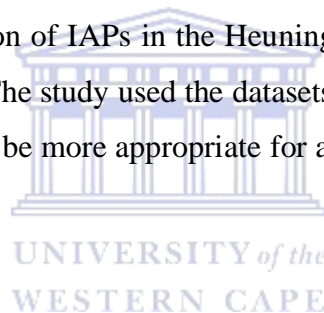 on of IAPs in the Heuning
The study used the datasets
be more appropriate for a
UNIVERSITY of the
WESTERN CAPE